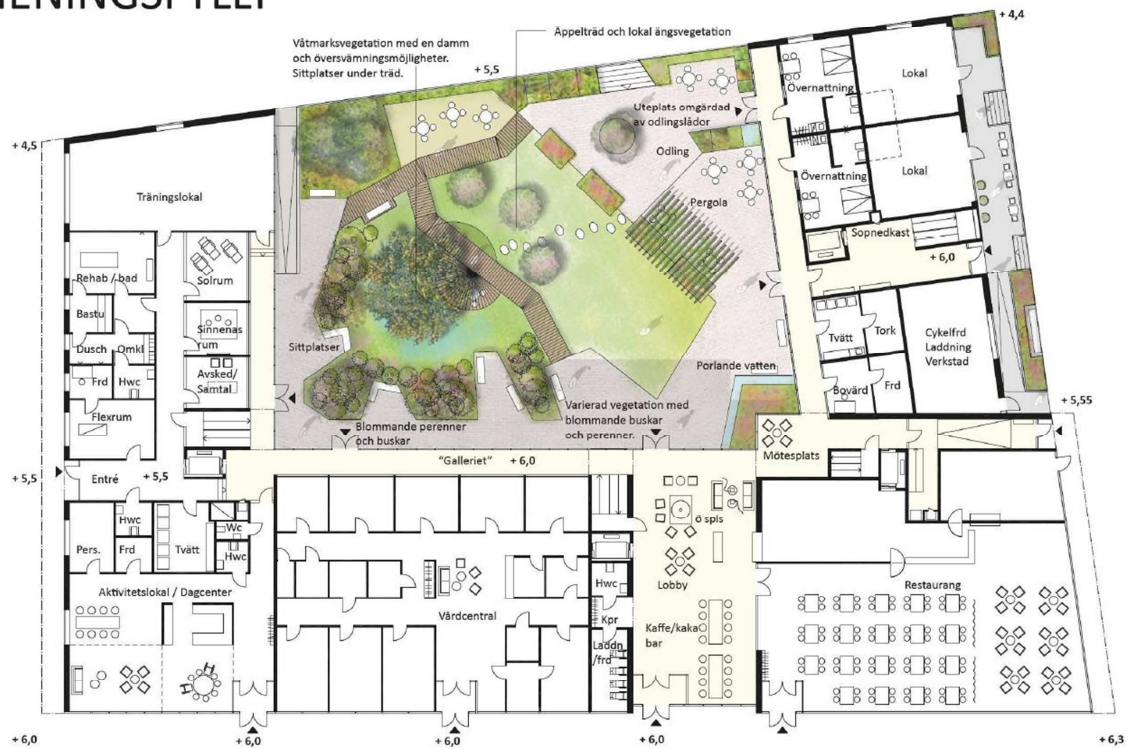 + 4,4
Våtmarksvegetation med en damm
och översvämningsmöjligheter.
Sittplatser under träd.
Äppelträd och lokal ängsvegetation
+ 5,5
Övernattning
Lokal
Uteplats omgärdad
av odlingslådor
Odling
+ 4,5
Träningslokal
Övernattning
Lokal
Pergola
Sopnedkast
+ 6,0
Rehab / bad
Solrum
Bastu
Sinnenas
rum
Dusch
Omkl
Sittplatser
Tvätt
Tork
Cykelfrd
Laddning
Verkstad
Frd
Hwc
Avsked/
Samtal
Porlande vatten
Bovärd
Frd
Flexrum
Blommande perenner
och buskar
Varierad vegetation med
blommande buskar
och perenner.
+ 5,55
Mötesplats
"Galleriet" + 6,0
+ 5,5
Entré
+ 5,5
Hwc
Wc
ö spis
Pers.
Frd
Tvätt
Hwc
Lobby
Hwc
Restaurang
Aktivitetslokal / Dagcenter
Vårdcentral
Kpr
Kaffe/kaka
bar
Laddn
/frd
+ 6,0
+ 6,0
+ 6,0
+ 6,0
+ 6,3